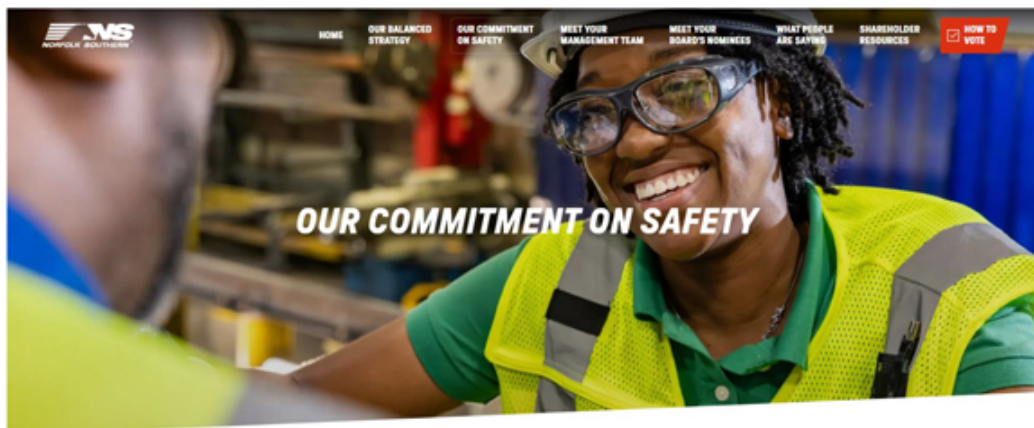 NS
NORFOLK SOUTHERN
HOME
OUR BALANCED
STRATEGY
OUR COMMITMENT
ON SAFETY
MEET YOUR
MANAGEMENT TEAM
MEET YOUR
BOARD'S NOMINEES
WHAT PEOPLE
ARE SAYING
SHAREHOLDER
RESOURCES
HOW TO
VOTE
OUR COMMITMENT ON SAFETY